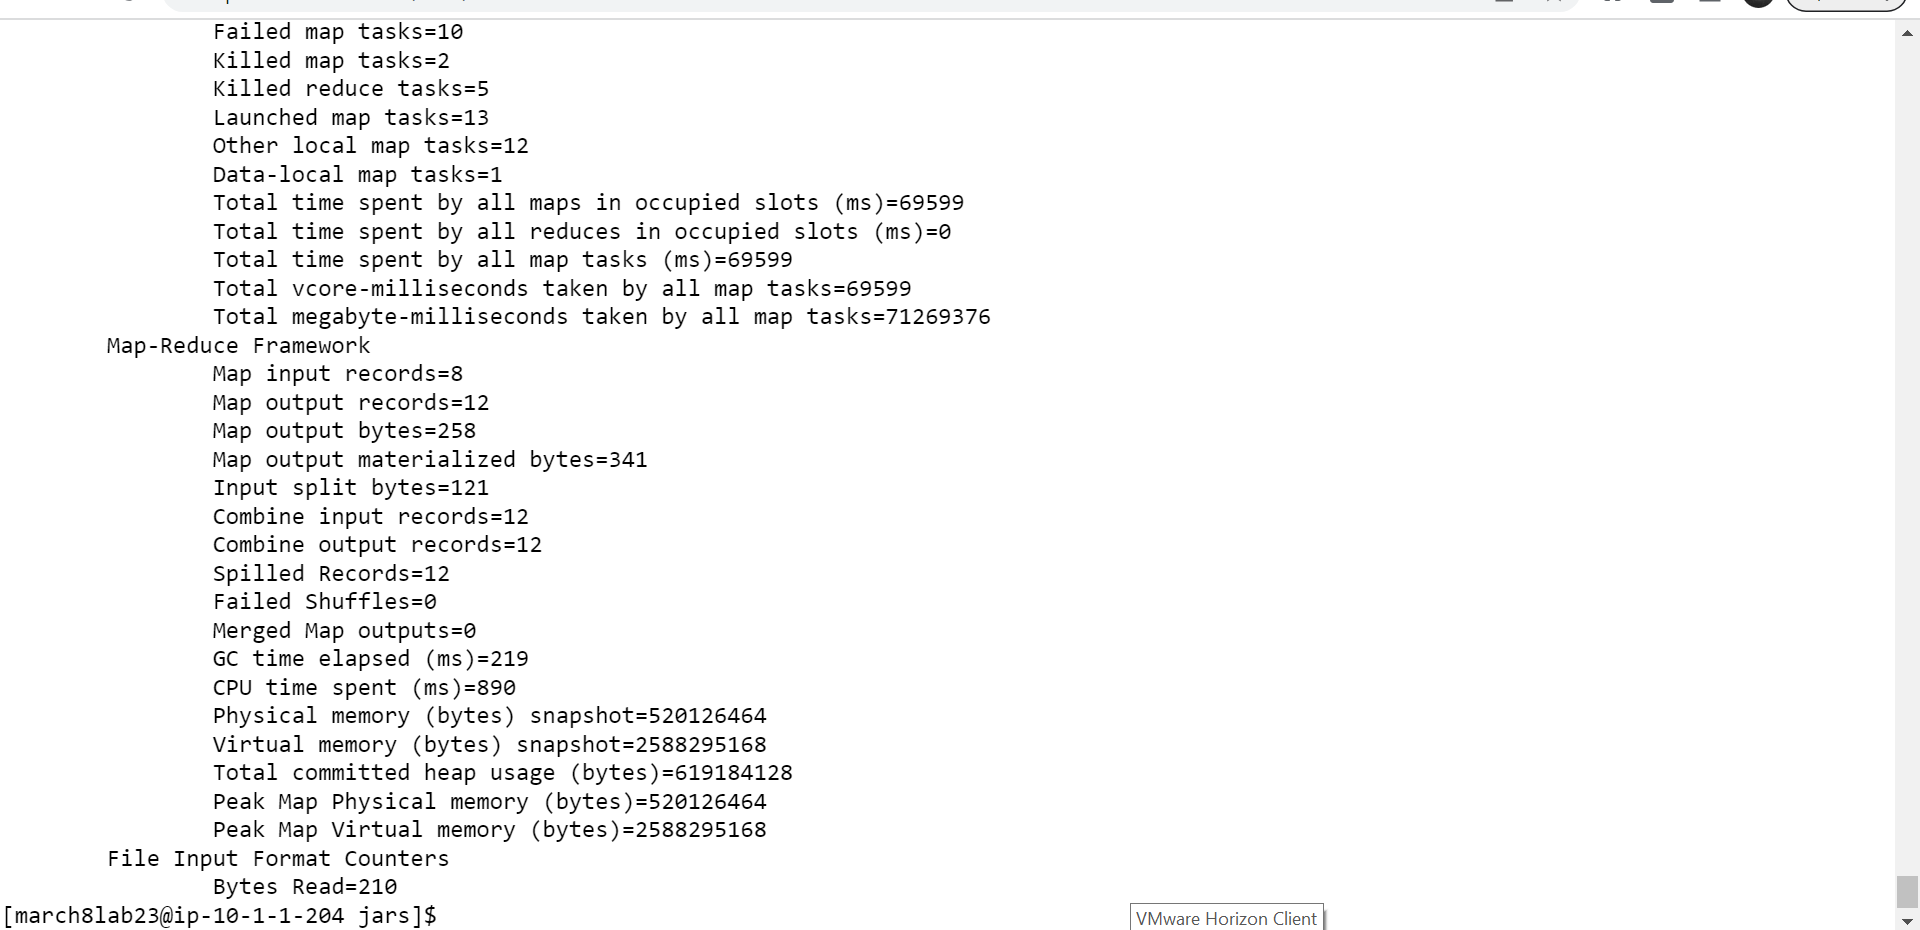 Failed map tasks=10
Killed map tasks=2
Killed reduce tasks=5
Launched map tasks=13
Other local map tasks=12
Data-local map tasks=1
Total time spent by all maps in occupied slots (ms)=69599
Total time spent by all reduces in occupied slots (ms)=0
Total time spent by all map tasks (ms)=69599
Total vcore-milliseconds taken by all map tasks=69599
Total megabyte-milliseconds taken by all map tasks=71269376
Map-Reduce Framework
Map input records=8
Map output records=12
Map output bytes=258
Map output materialized bytes=341
Input split bytes=121
Combine input records=12
Combine output records=12
Spilled Records=12
Failed Shuffles=0
Merged Map outputs=0
GC time elapsed (ms)=219
CPU time spent (ms)=890
Physical memory (bytes) snapshot=520126464
Virtual memory (bytes) snapshot=2588295168
Total committed heap usage (bytes)=619184128
Peak Map Physical memory (bytes)=520126464
Peak Map Virtual memory (bytes)=2588295168
File Input Format Counters
Bytes Read=210
[march8lab23@ip-10-1-1-204 jars]$
VMware Horizon Client